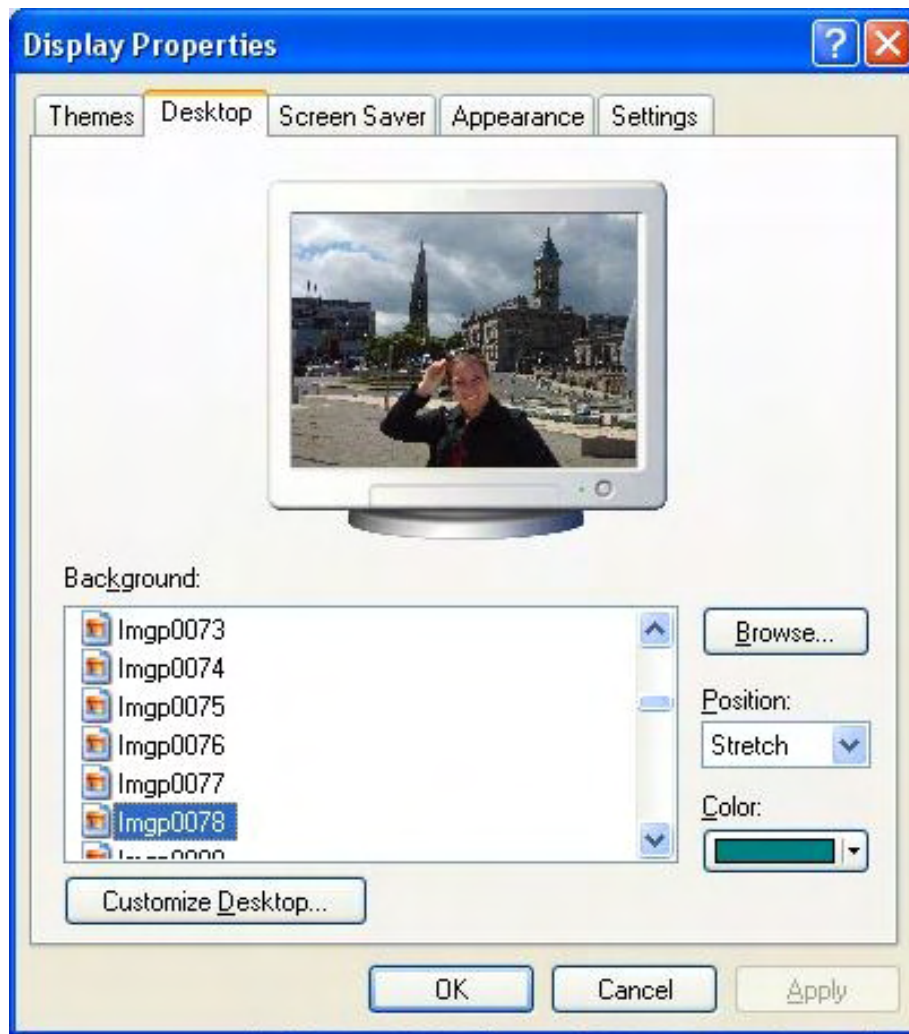 Display Properties
Themes Desktop Screen Saver Appearance Settings
Background:
Imgp0073
Imgp0074
Imgp0075
Imgp0076
Imgp0077
Imgp0078
Browse...
Position:
Stretch
Color:
Customize Desktop...
OK Cancel Apply